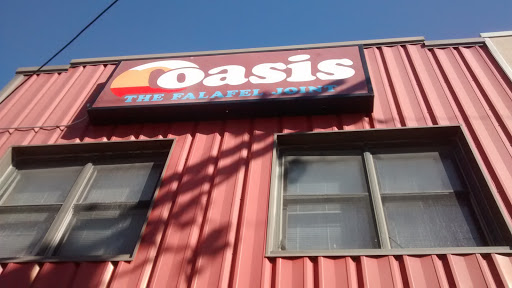 Oasis
THE FALAFEL JOINT